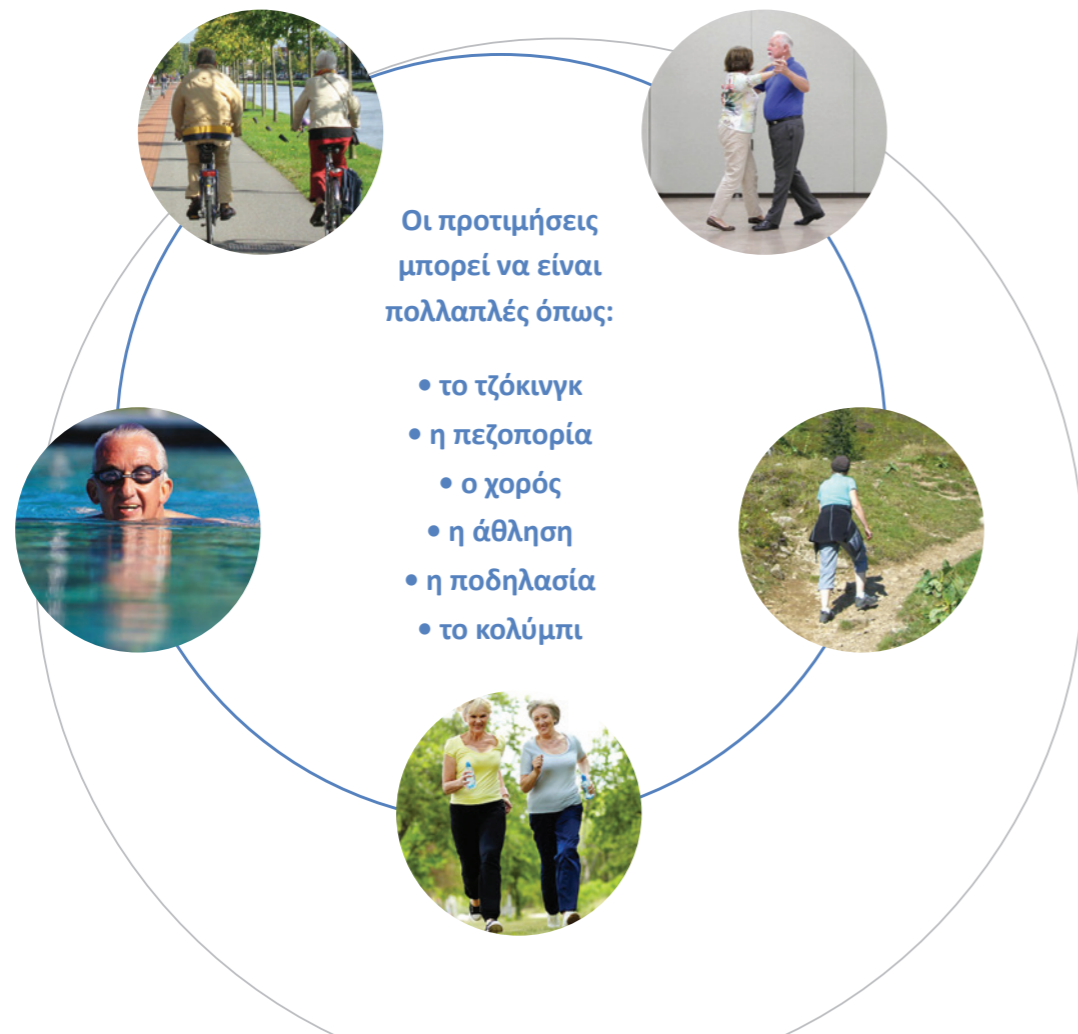 Οι προτιμήσεις
μπορεί να είναι
πολλαπλές όπως:
• το τζόκινγκ
• η πεζοπορία
• ο χορός
• η άθληση
• η ποδηλασία
• το κολύμπι